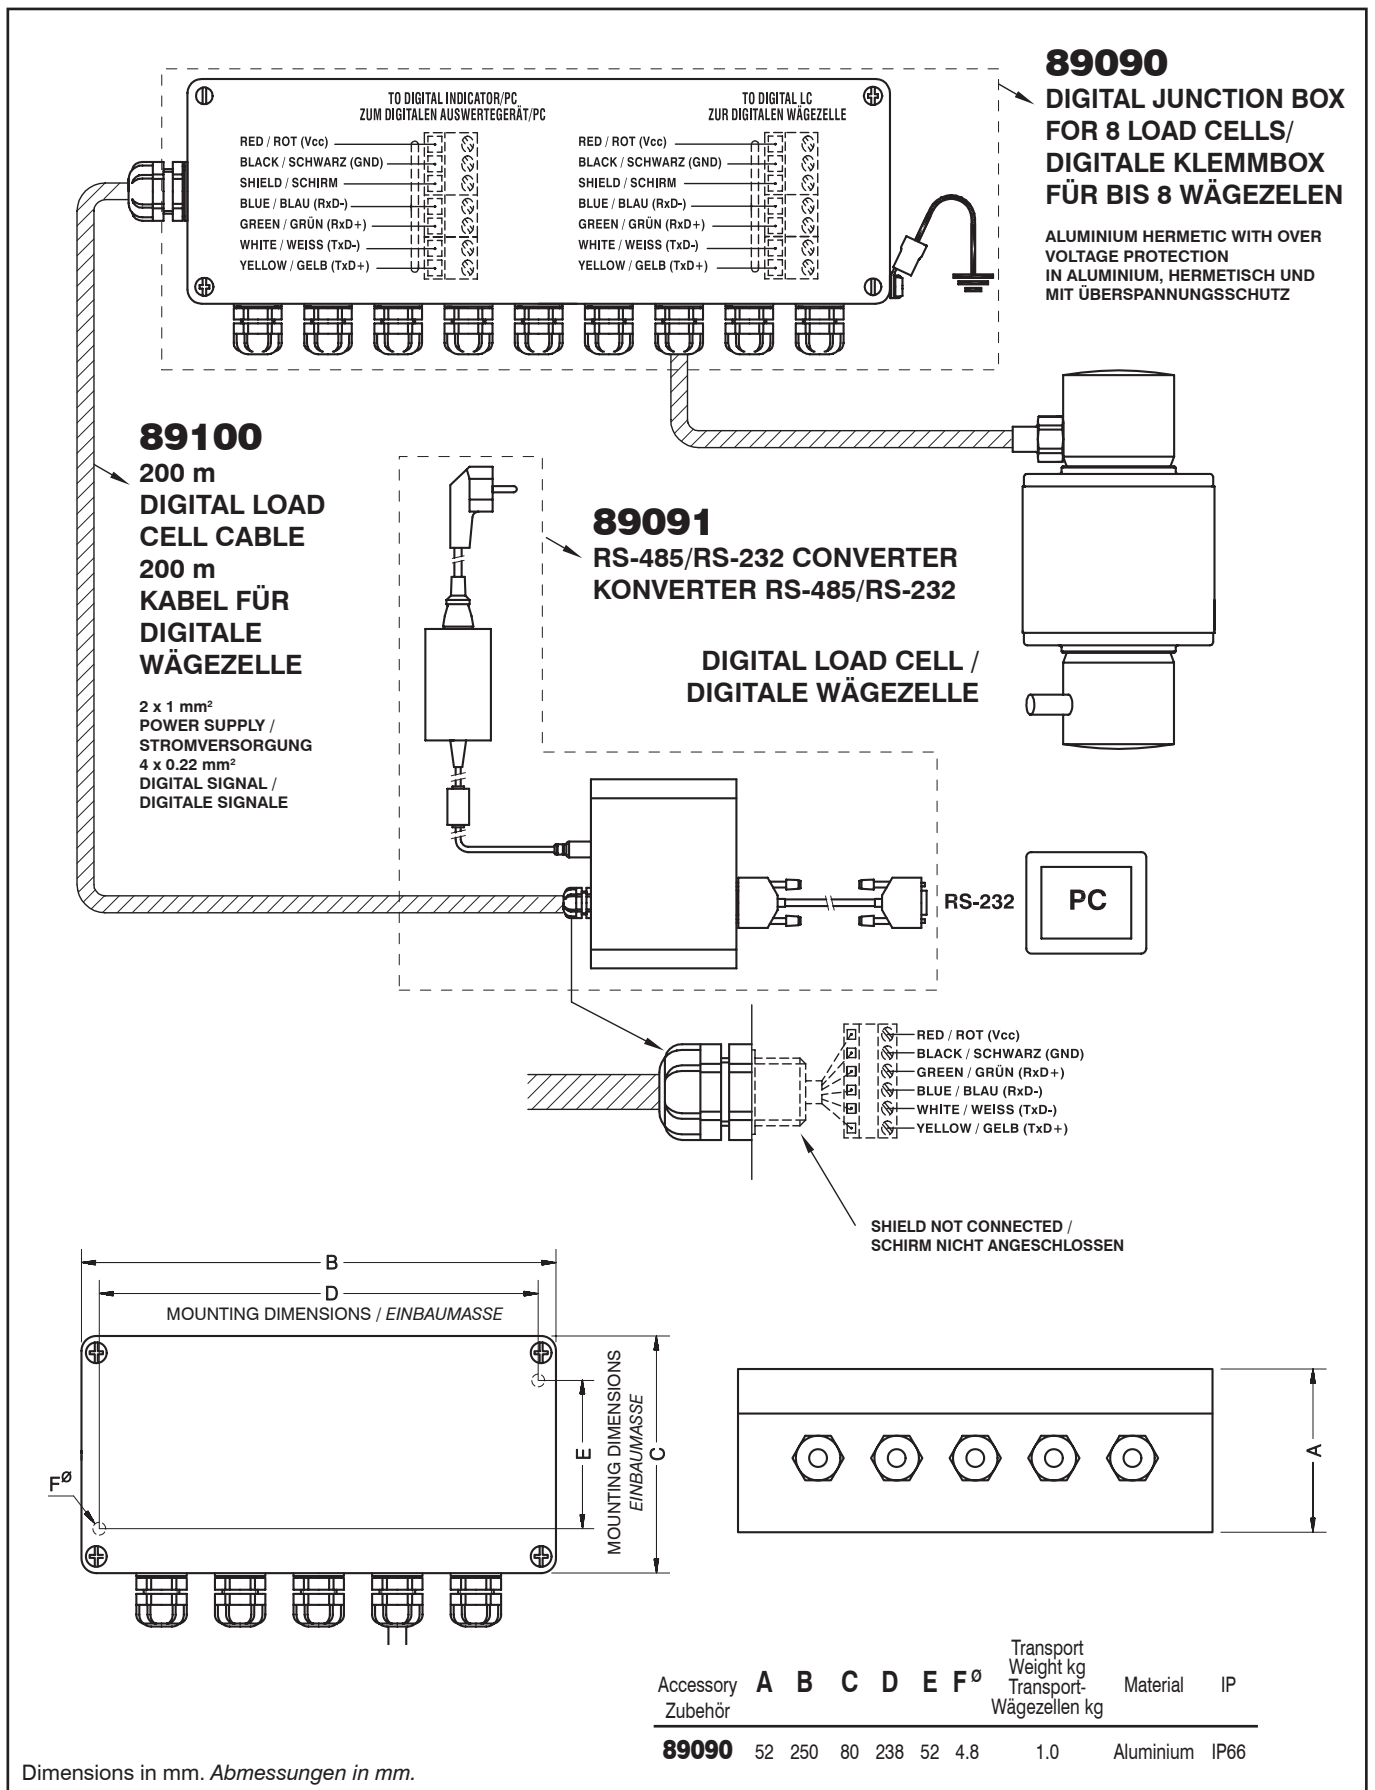 89090
DIGITAL JUNCTION BOX
FOR 8 LOAD CELLS/
DIGITALE KLEMMBOX
FÜR BIS 8 WÄGEZELEN
ALUMINIUM HERMETIC WITH OVER
VOLTAGE PROTECTION
IN ALUMINIUM, HERMETISCH UND
MIT ÜBERSPANNUNGSSCHUTZ
TO DIGITAL INDICATOR/PC
ZUM DIGITALEN AUSWERTEGERÄT/PC
RED / ROT (Vcc)
BLACK / SCHWARZ (GND)
SHIELD / SCHIRM
BLUE / BLAU (RxD-)
GREEN / GRÜN (RxD+)
WHITE / WEISS (TxD-)
YELLOW / GELB (TxD+)
TO DIGITAL LC
ZUR DIGITALEN WÄGEZELLE
RED / ROT (Vcc)
BLACK / SCHWARZ (GND)
SHIELD / SCHIRM
BLUE / BLAU (RxD-)
GREEN / GRÜN (RxD+)
WHITE / WEISS (TxD-)
YELLOW / GELB (TxD+)
89100
200 m
DIGITAL LOAD
CELL CABLE
200 m
KABEL FÜR
DIGITALE
WÄGEZELLE
2 x 1 mm²
POWER SUPPLY /
STROMVERSORGUNG
4 x 0.22 mm²
DIGITAL SIGNAL /
DIGITALE SIGNALE
89091
RS-485/RS-232 CONVERTER
KONVERTER RS-485/RS-232
DIGITAL LOAD CELL /
DIGITALE WÄGEZELLE
RS-232
PC
RED / ROT (Vcc)
BLACK / SCHWARZ (GND)
GREEN / GRÜN (RxD+)
BLUE / BLAU (RxD-)
WHITE / WEISS (TxD-)
YELLOW / GELB (TxD+)
SHIELD NOT CONNECTED /
SCHIRM NICHT ANGESCHLOSSEN
B
D
MOUNTING DIMENSIONS / EINBAUMASSE
MOUNTING DIMENSIONS
EINBAUMASSE
E
C
FØ
A
Accessory Zubehör A B C D E FØ Transport Weight kg Transport- Wägezellen kg Material IP
89090 52 250 80 238 52 4.8 1.0 Aluminium IP66
Dimensions in mm. Abmessungen in mm.